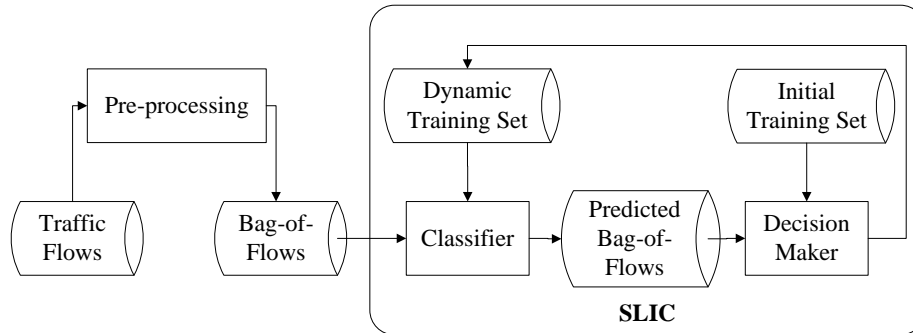 Pre-processing
Dynamic
Training Set
Initial
Training Set
Traffic
Flows
Bag-of-
Flows
Classifier
Predicted
Bag-of-
Flows
Decision
Maker
SLIC